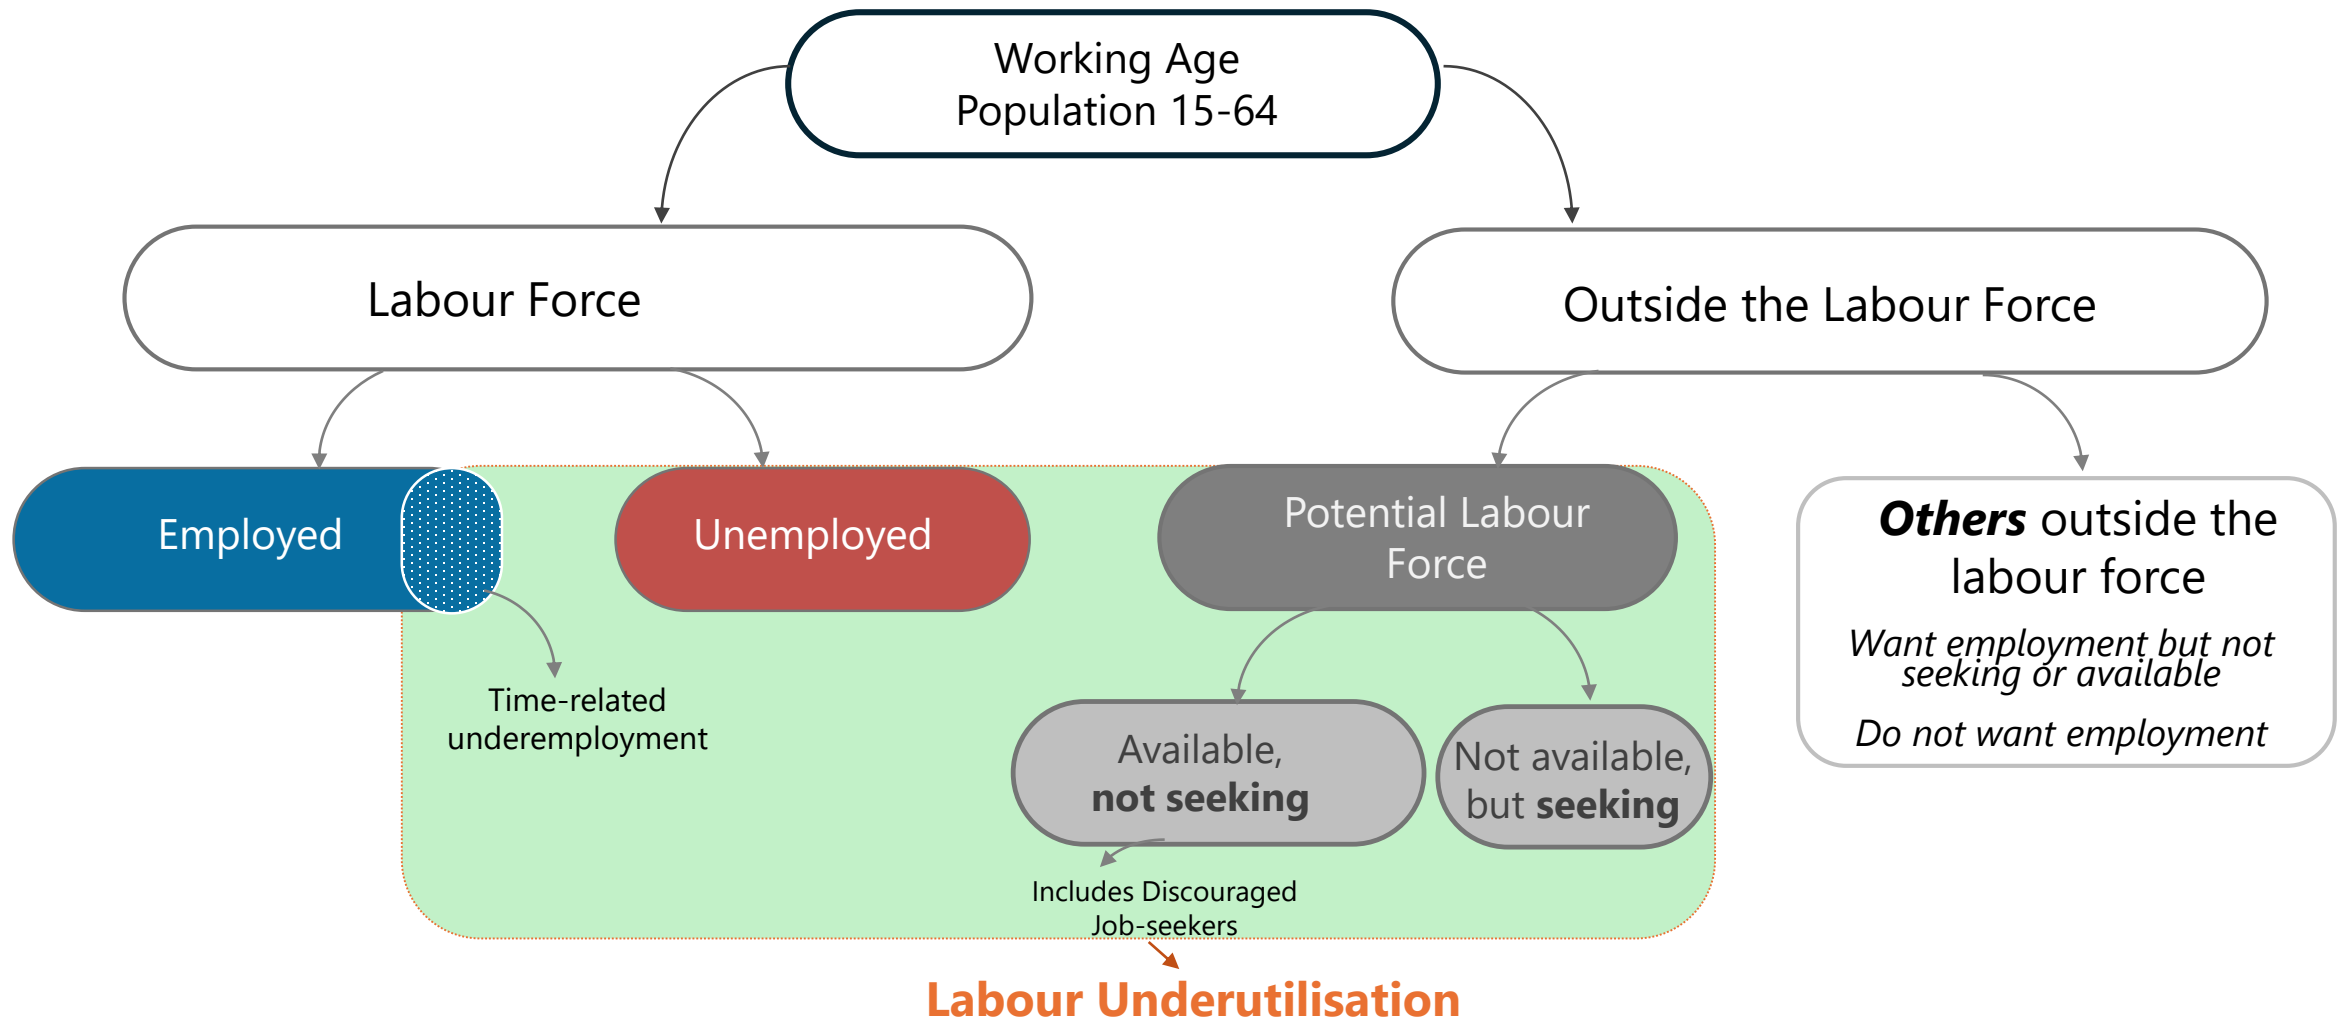 Working Age
Population 15-64
Labour Force
Outside the Labour Force
Employed
Unemployed
Potential Labour
Force
Others outside the
labour force
Want employment but not
seeking or available
Do not want employment
Time-related
underemployment
Available,
not seeking
Not available,
but seeking
Includes Discouraged
Job-seekers
Labour Underutilisation